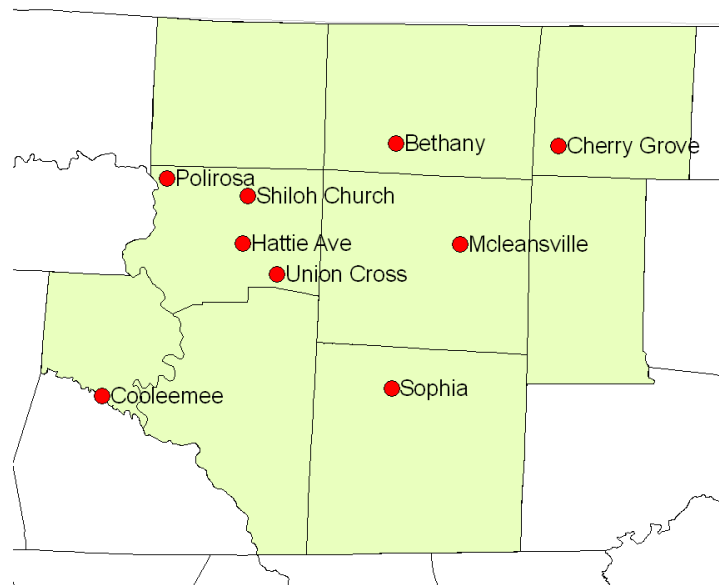 Bethany
Cherry Grove
Polirosa
Shiloh Church
Hattie Ave
Mcleansville
Union Cross
Sophia
Cooleemee